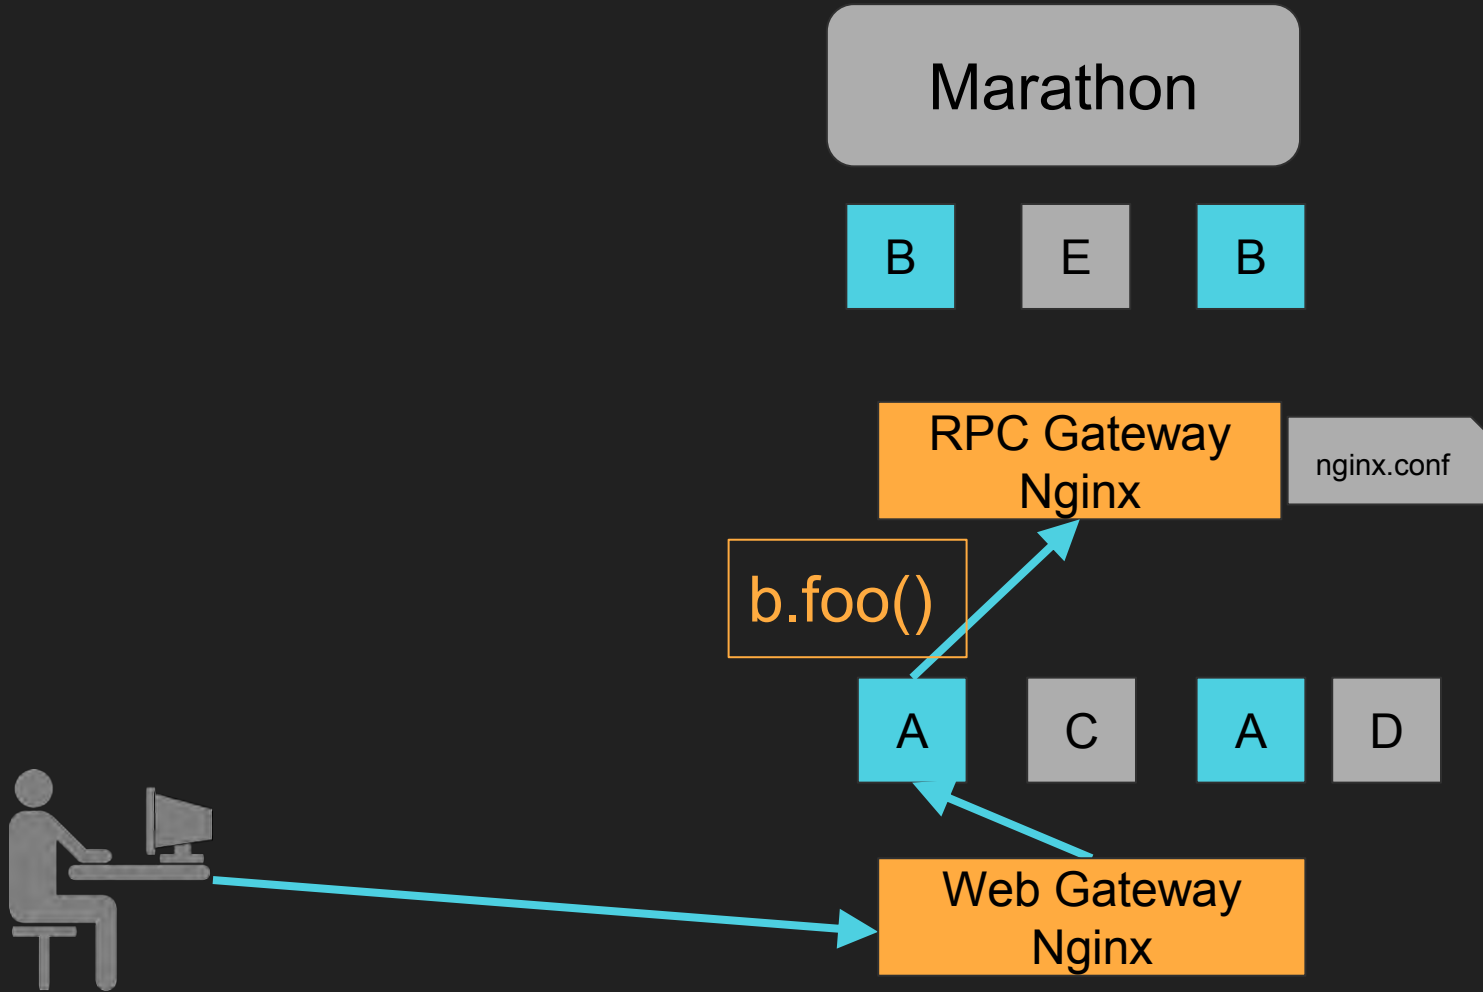 Marathon
B
E
B
RPC Gateway
Nginx
nginx.conf
b.foo()
A
C
A
D
Web Gateway
Nginx